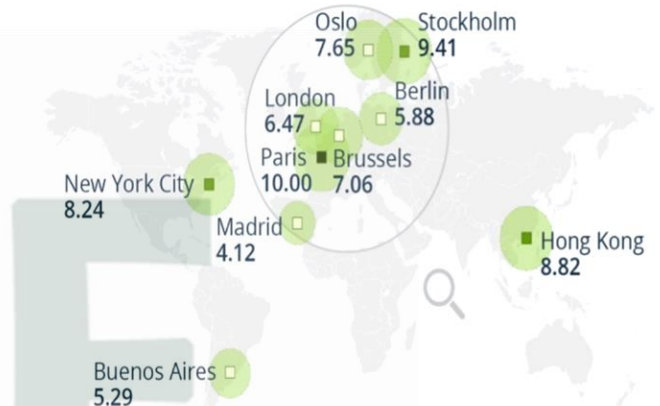 Oslo
7.65
Stockholm
9.41
London
6.47
Berlin
5.88
Paris
10.00
Brussels
7.06
New York City
8.24
Madrid
4.12
Hong Kong
8.82
Buenos Aires
5.29